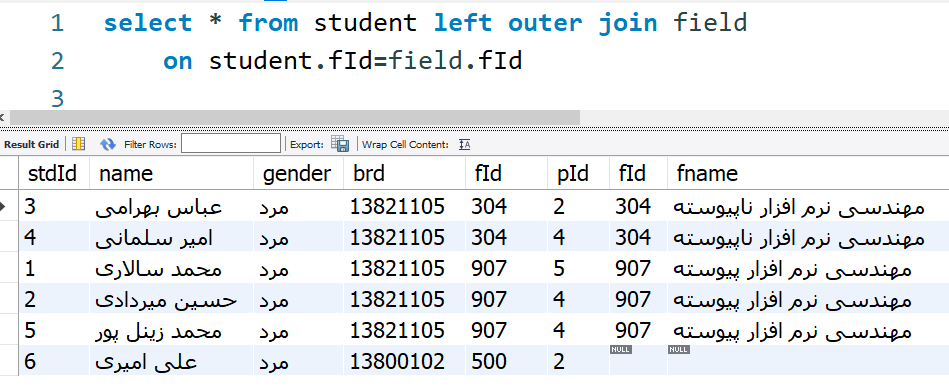 1 select * from student left outer join field
2 on student.fId=field.fId
3
Result Grid Filter Rows: Export: Wrap Cell Content:
stdId name gender brd fId pId fId fname
3 عباس بهرامی مرد 13821105 304 2 304 مهندسی نرم افزار ناپیوسته
4 امیر سلمانی مرد 13821105 304 4 304 مهندسی نرم افزار ناپیوسته
1 محمد سالاری مرد 13821105 907 5 907 مهندسی نرم افزار پیوسته
2 حسین میردادی مرد 13821105 907 4 907 مهندسی نرم افزار پیوسته
5 محمد زینل پور مرد 13821105 907 4 907 مهندسی نرم افزار پیوسته
6 علی امیری مرد 13800102 500 2 NULL NULL